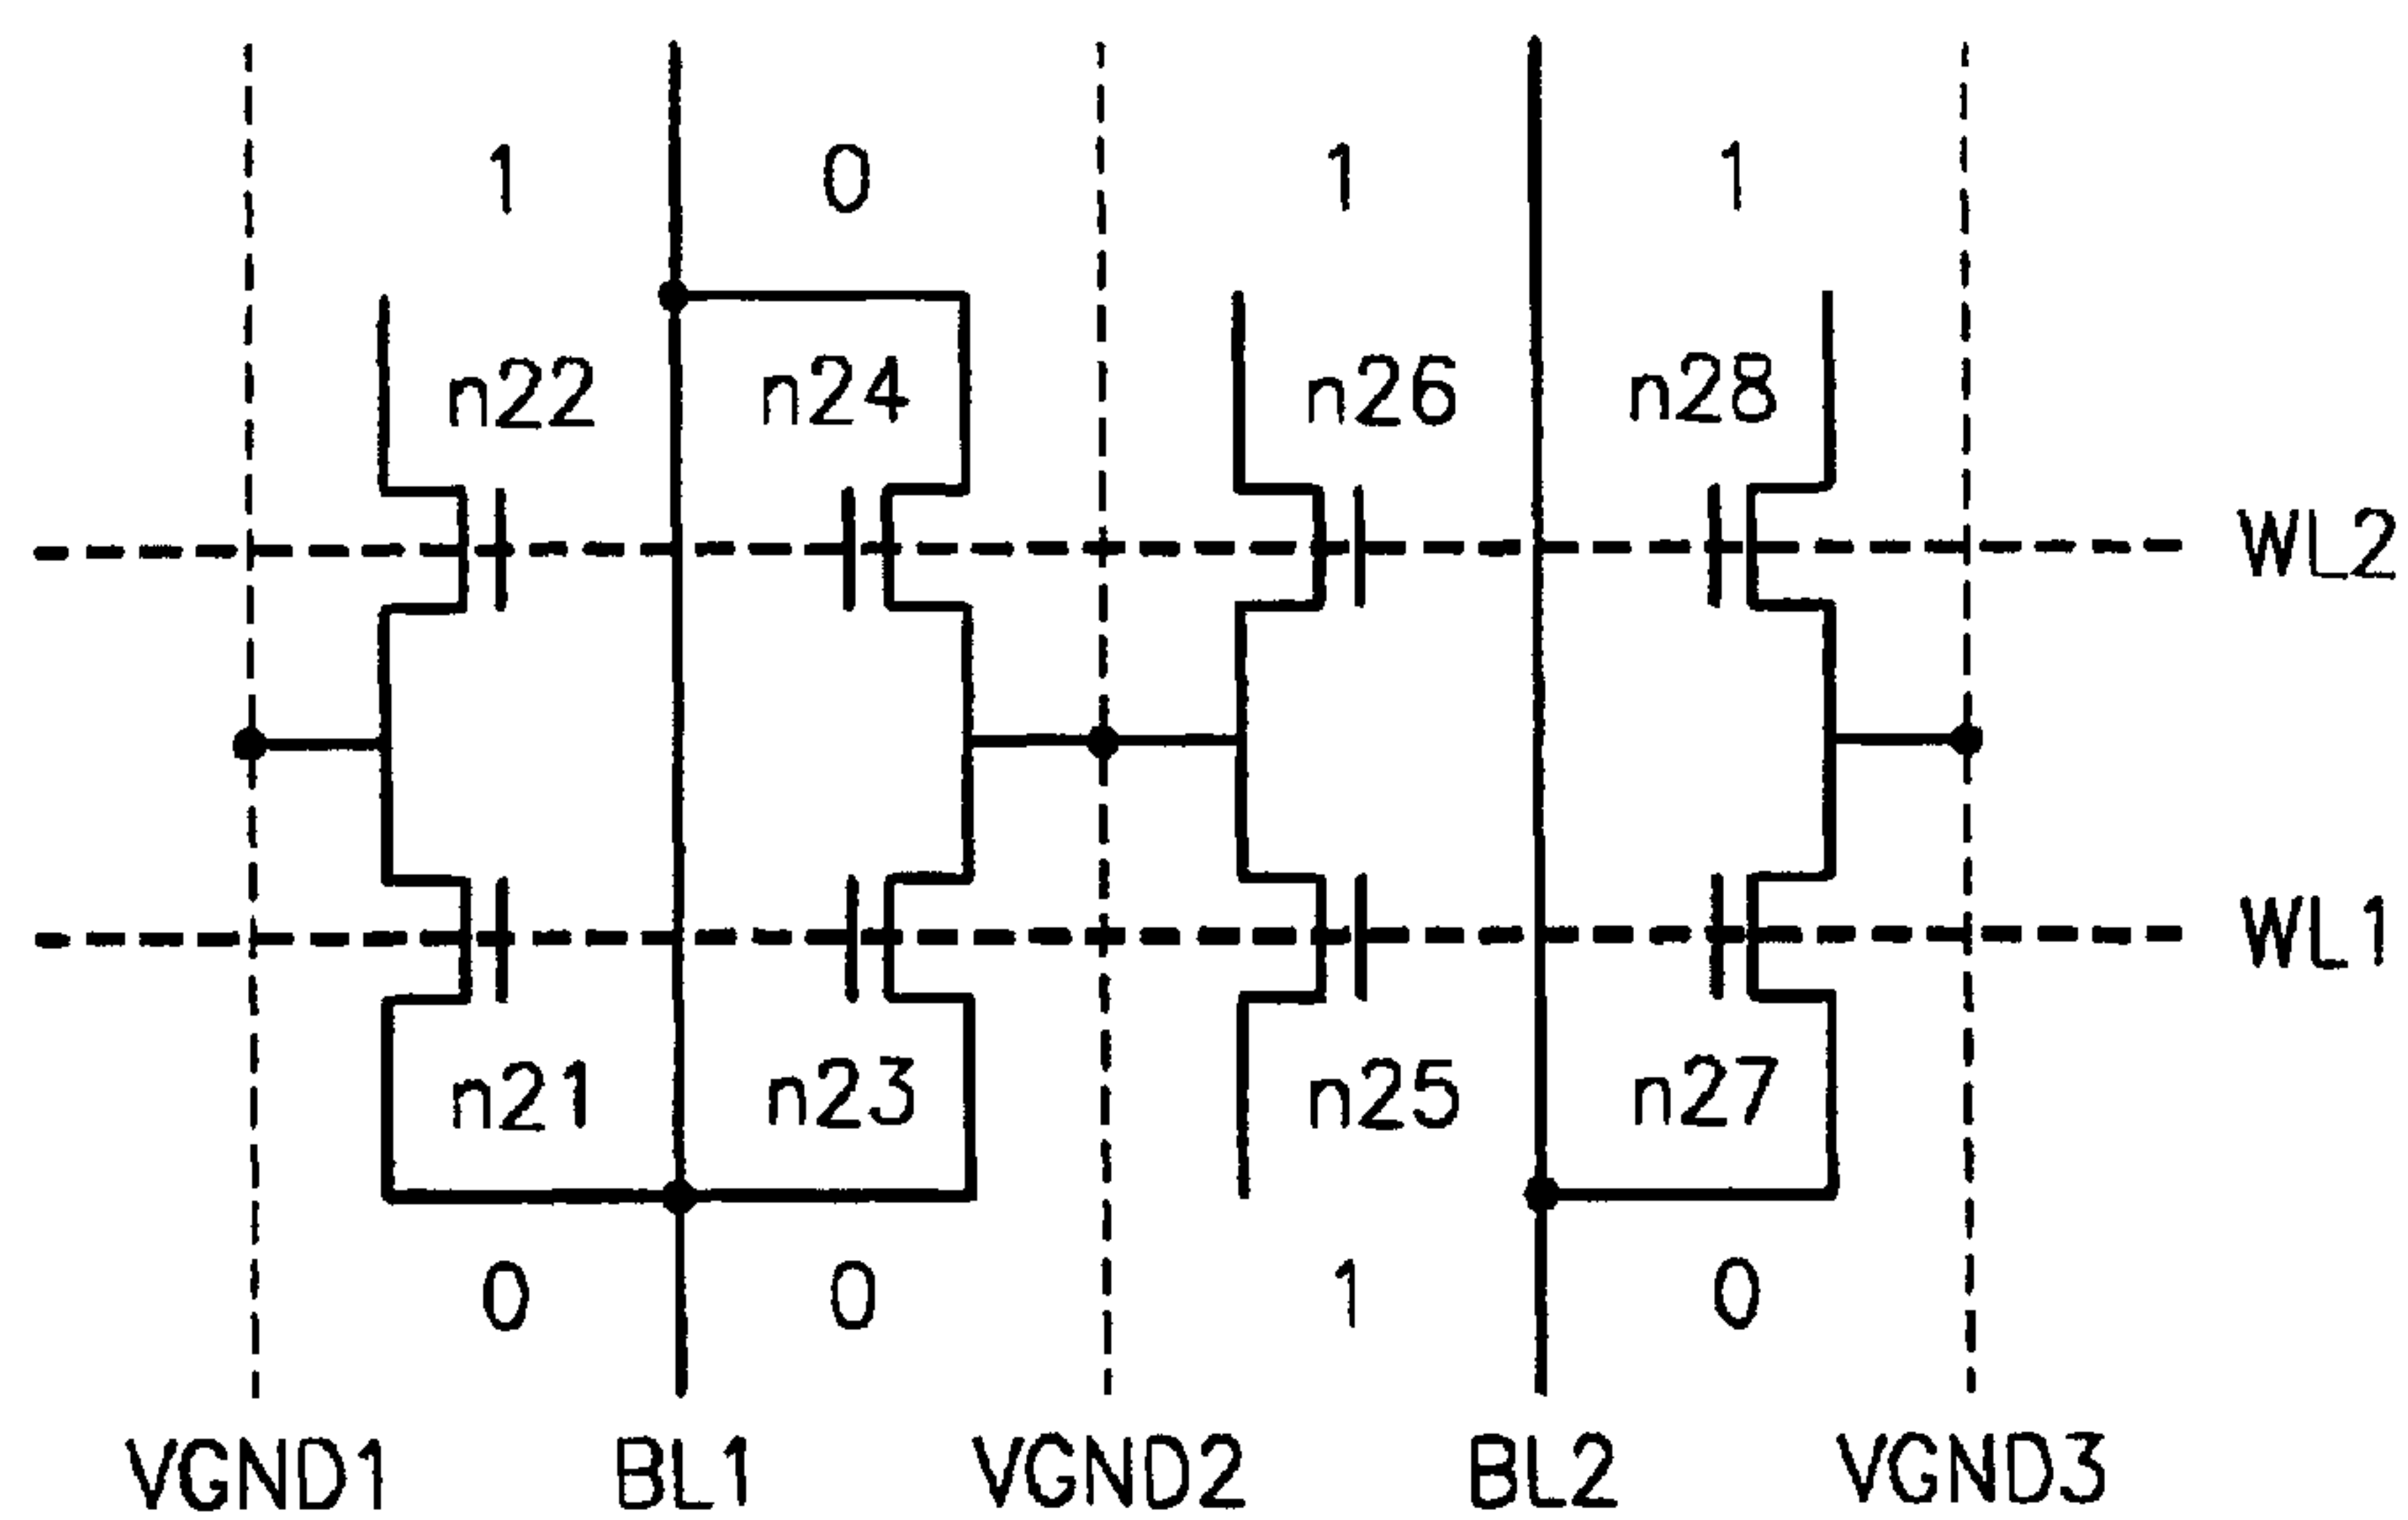 1 0 1 1
n22 n24 n26 n28
WL2
WL1
n21 n23 n25 n27
0 0 1 0
VGND1 BL1 VGND2 BL2 VGND3